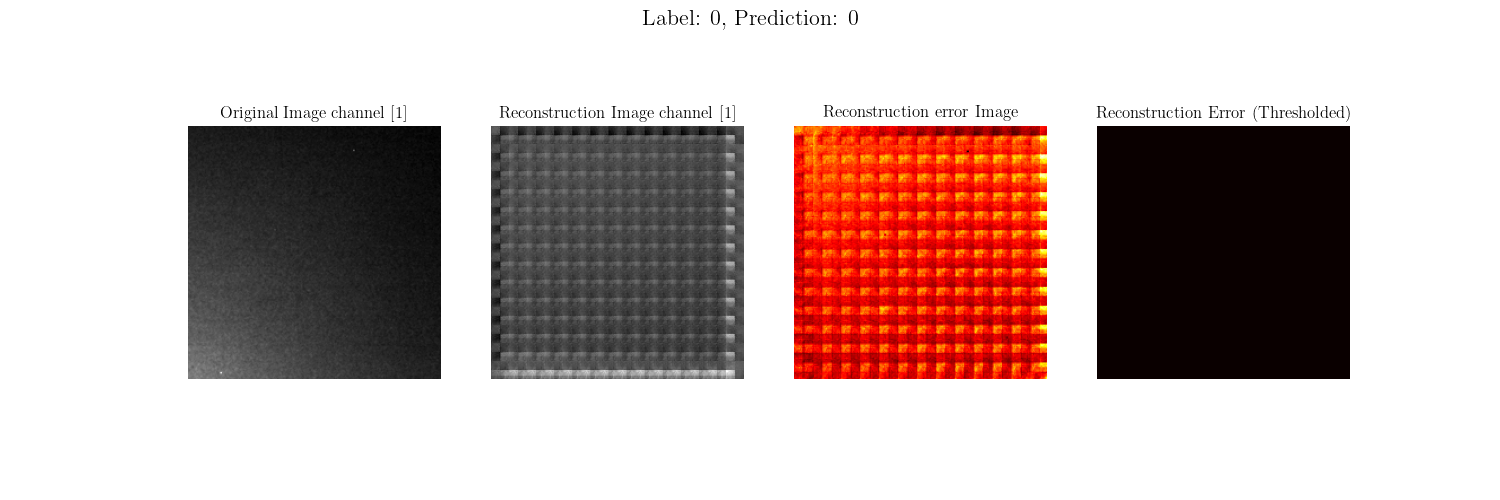 Label: 0, Prediction: 0
Original Image channel [1]
Reconstruction Image channel [1]
Reconstruction error Image
Reconstruction Error (Thresholded)